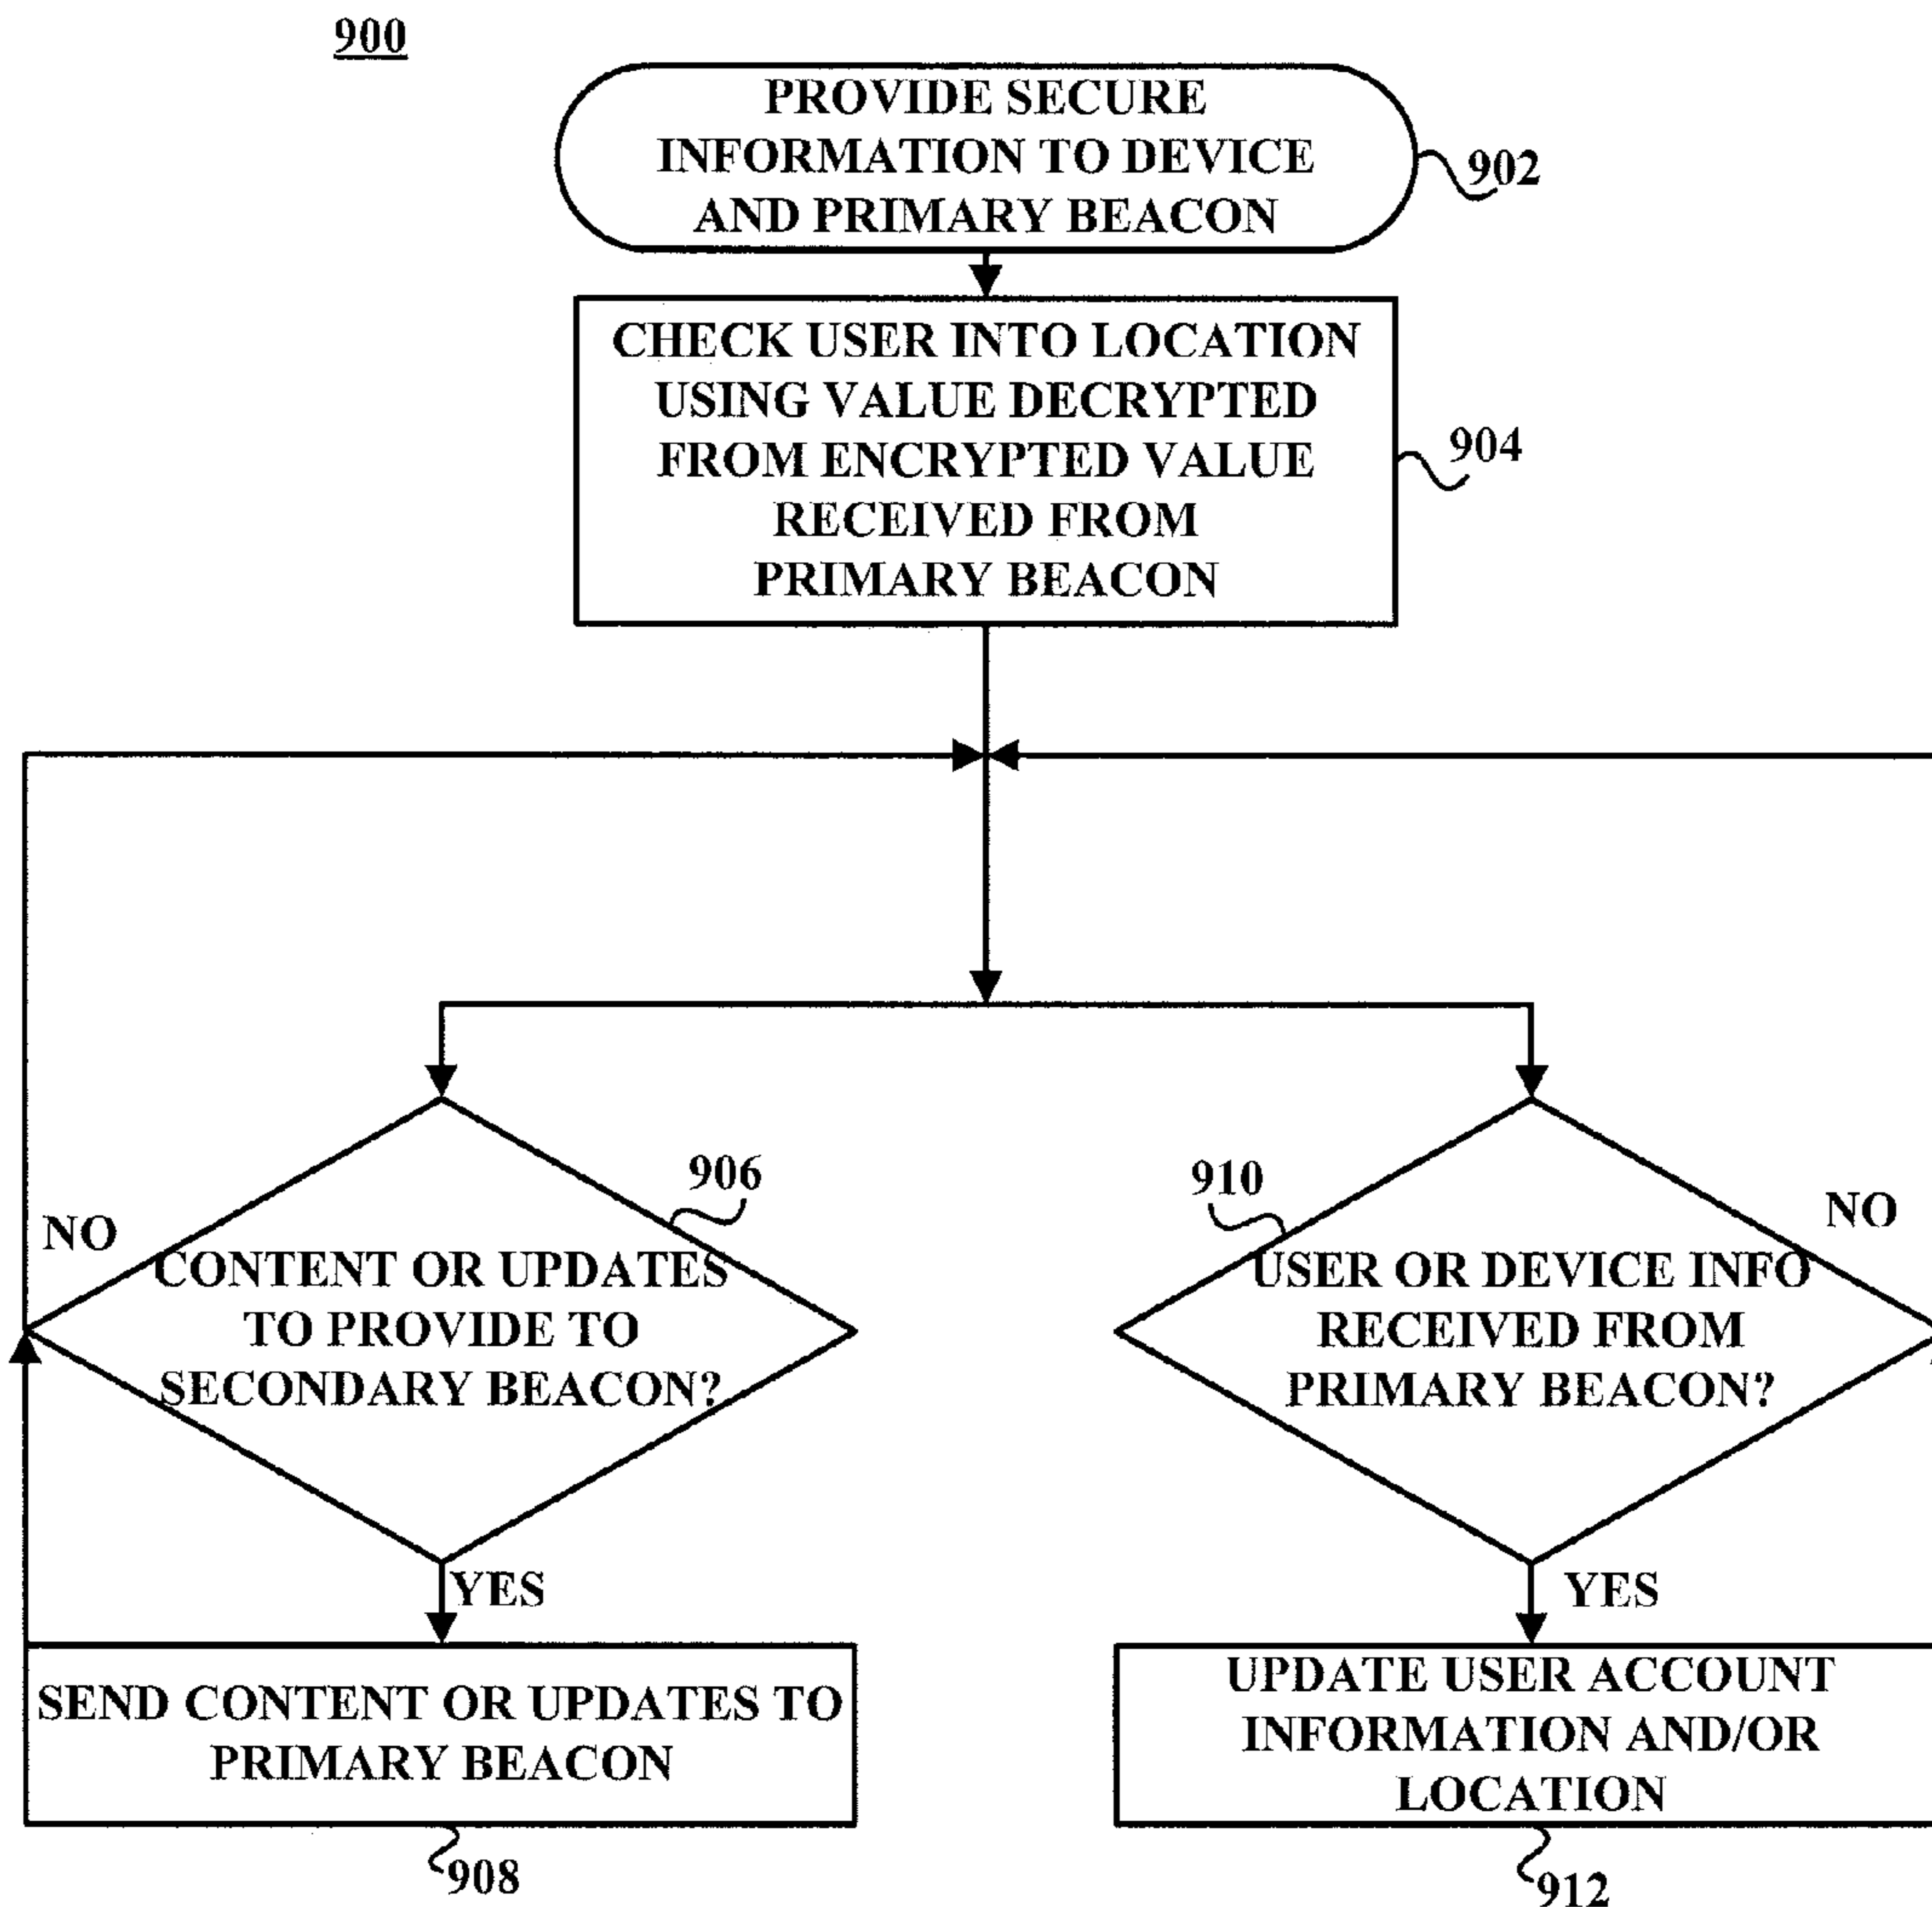 900
PROVIDE SECURE
INFORMATION TO DEVICE
AND PRIMARY BEACON
902
CHECK USER INTO LOCATION
USING VALUE DECRYPTED
FROM ENCRYPTED VALUE
RECEIVED FROM
PRIMARY BEACON
904
906
NO
CONTENT OR UPDATES
TO PROVIDE TO
SECONDARY BEACON?
YES
910
NO
USER OR DEVICE INFO
RECEIVED FROM
PRIMARY BEACON?
YES
SEND CONTENT OR UPDATES TO
PRIMARY BEACON
908
UPDATE USER ACCOUNT
INFORMATION AND/OR
LOCATION
912